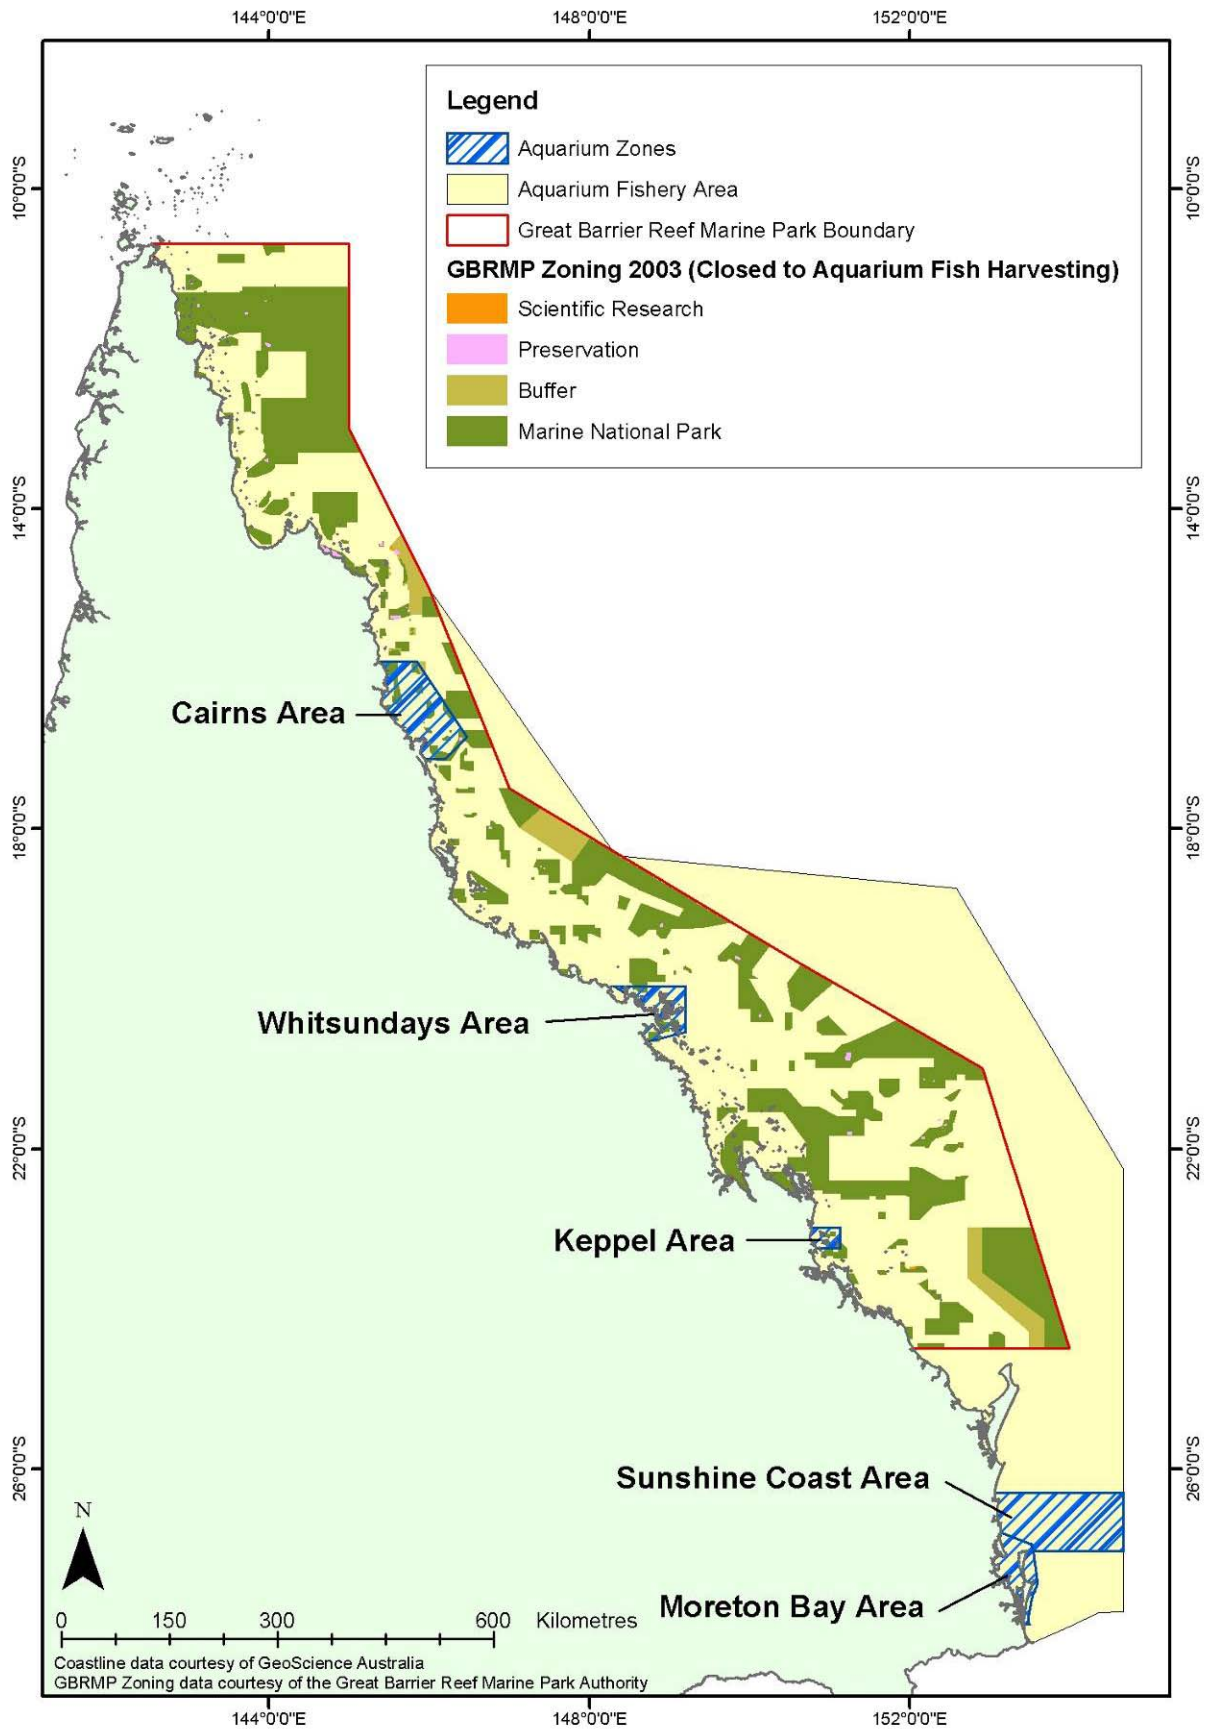 144°0'0"E 148°0'0"E 152°0'0"E
Legend
Aquarium Zones
Aquarium Fishery Area
Great Barrier Reef Marine Park Boundary
GBRMP Zoning 2003 (Closed to Aquarium Fish Harvesting)
Scientific Research
Preservation
Buffer
Marine National Park
10°0'0"S 10°0'0"S
14°0'0"S 14°0'0"S
Cairns Area
18°0'0"S 18°0'0"S
Whitsundays Area
22°0'0"S 22°0'0"S
Keppel Area
26°0'0"S 26°0'0"S
Sunshine Coast Area
Moreton Bay Area
N
0 150 300 600 Kilometres
Coastline data courtesy of GeoScience Australia
GBRMP Zoning data courtesy of the Great Barrier Reef Marine Park Authority
144°0'0"E 148°0'0"E 152°0'0"E